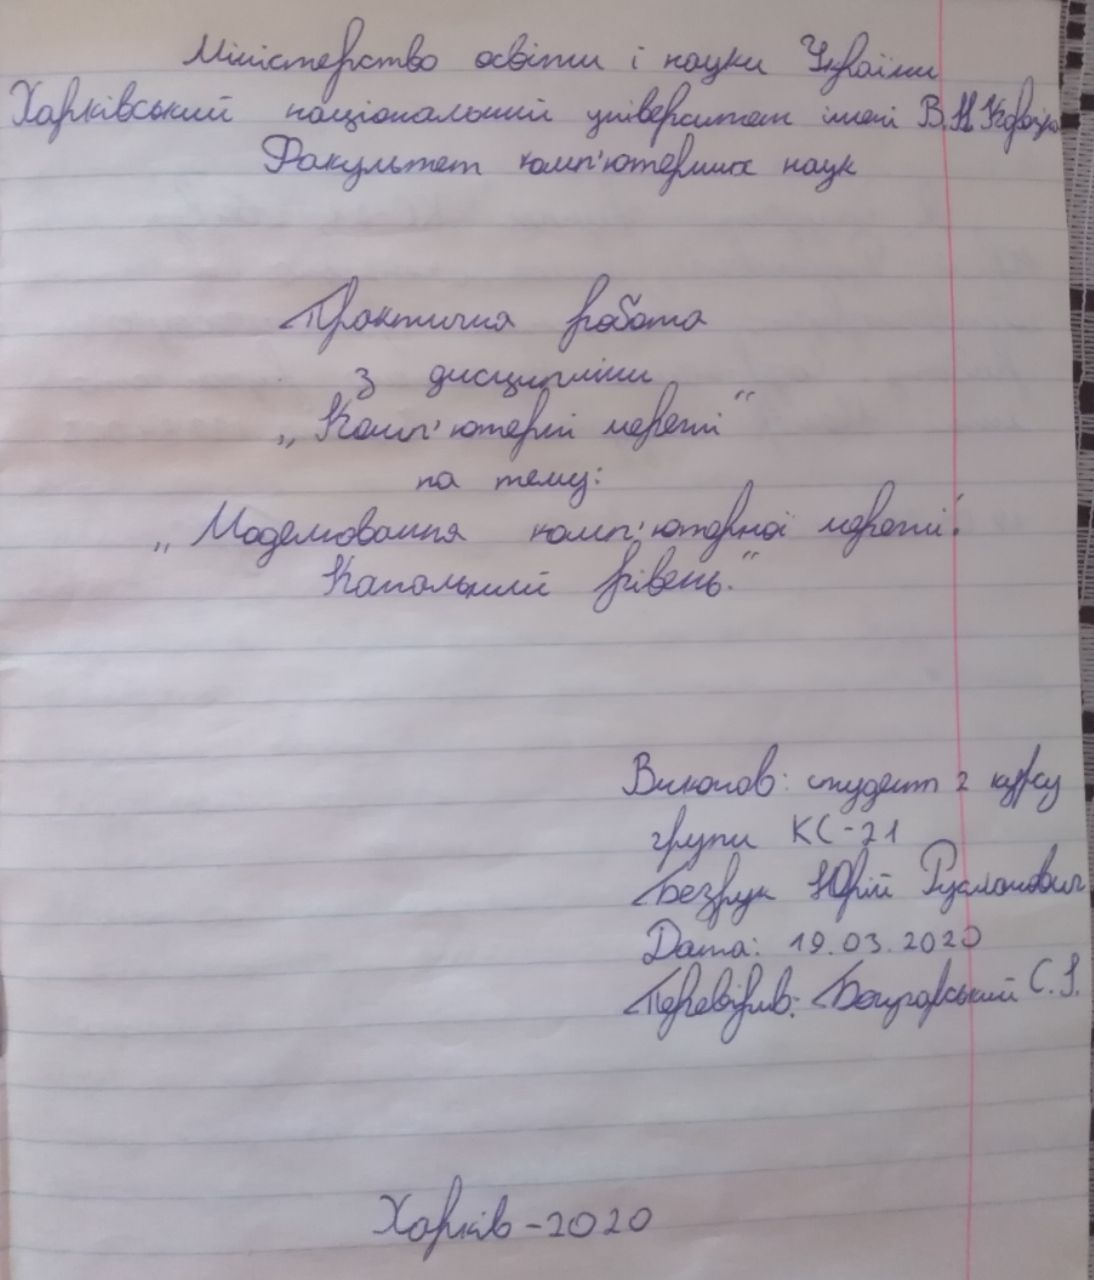 Міністерство освіти і науки України
Харківський національний університет імені В.Н Каразіна
Факультет комп'ютерних наук
Практична робота
з дисципліни
„Комп'ютерні мережі“
на тему:
„Моделювання комп'ютерної мережі.
Канальний рівень.“
Виконав: студент 2 курсу
групи КС-21
Безрук Юрій Русланович
Дата: 19.03.2020
Перевірив:
Харків-2020